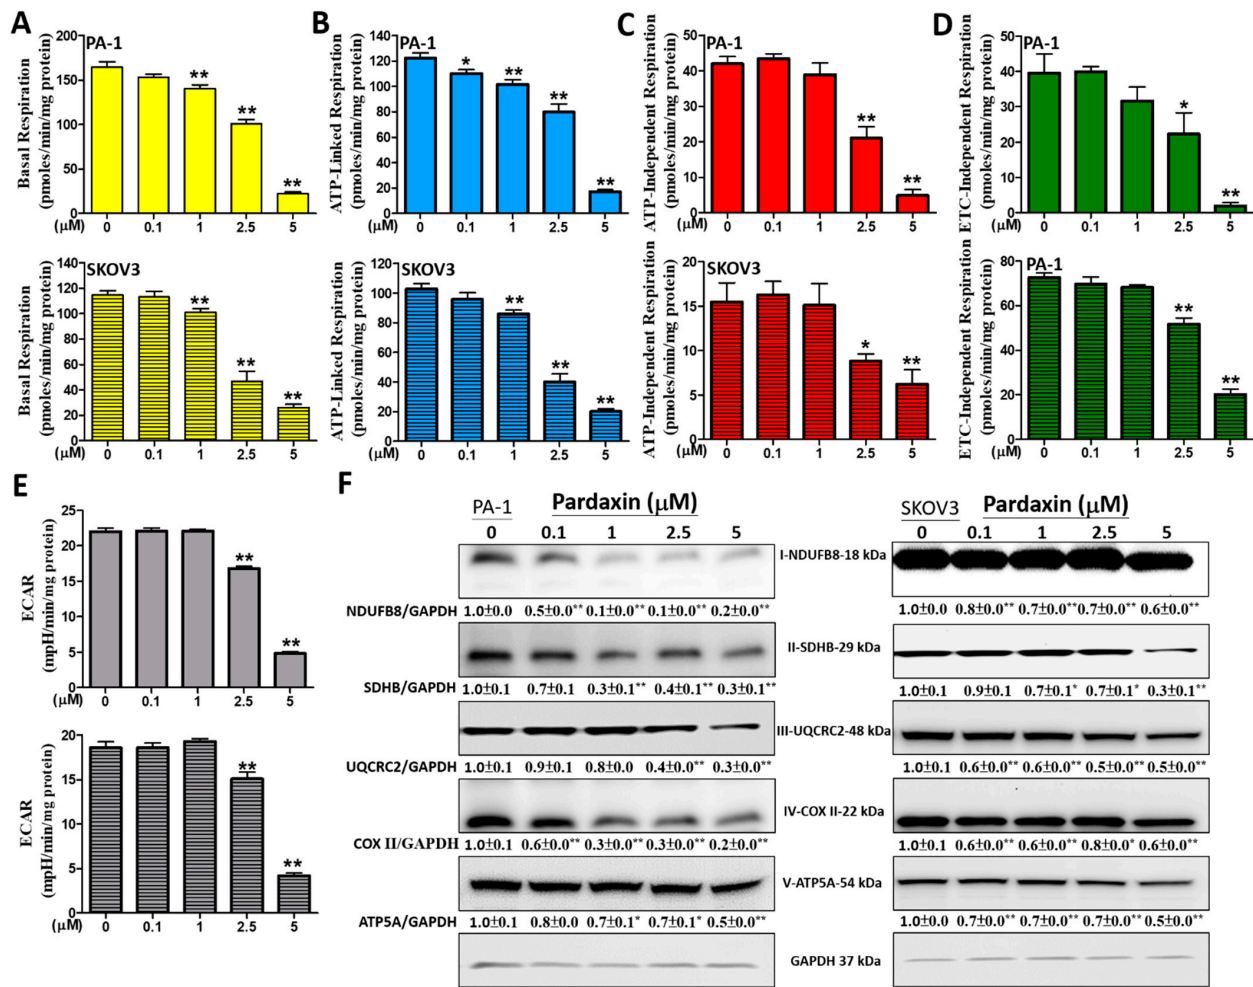 A
Basal Respiration
(pmoles/min/mg protein)
PA-1
200
150
100
50
0
** ** **
(μM) 0 0.1 1 2.5 5
Basal Respiration
(pmoles/min/mg protein)
SKOV3
140
120
100
80
60
40
20
0
** ** **
(μM) 0 0.1 1 2.5 5
B
ATP-Linked Respiration
(pmoles/min/mg protein)
PA-1
140
120
100
80
60
40
20
0
* ** ** **
(μM) 0 0.1 1 2.5 5
ATP-Linked Respiration
(pmoles/min/mg protein)
SKOV3
120
100
80
60
40
20
0
** ** **
(μM) 0 0.1 1 2.5 5
C
ATP-Independent Respiration
(pmoles/min/mg protein)
PA-1
50
40
30
20
10
0
** **
(μM) 0 0.1 1 2.5 5
ATP-Independent Respiration
(pmoles/min/mg protein)
SKOV3
20
15
10
5
0
* **
(μM) 0 0.1 1 2.5 5
D
ETC-Independent Respiration
(pmoles/min/mg protein)
PA-1
60
50
40
30
20
10
0
* **
(μM) 0 0.1 1 2.5 5
ETC-Independent Respiration
(pmoles/min/mg protein)
PA-1
80
60
40
20
0
** **
(μM) 0 0.1 1 2.5 5
E
ECAR
(mpH/min/mg protein)
25
20
15
10
5
0
** **
(μM) 0 0.1 1 2.5 5
ECAR
(mpH/min/mg protein)
20
15
10
5
0
** **
(μM) 0 0.1 1 2.5 5
F
PA-1 Pardaxin (μM) SKOV3 Pardaxin (μM)
0 0.1 1 2.5 5 0 0.1 1 2.5 5
I-NDUFB8-18 kDa
NDUFB8/GAPDH 1.0±0.0 0.5±0.0** 0.1±0.0** 0.1±0.0** 0.2±0.0** 1.0±0.0 0.8±0.0** 0.7±0.0** 0.7±0.0** 0.6±0.0**
II-SDHB-29 kDa
SDHB/GAPDH 1.0±0.1 0.7±0.1 0.3±0.1** 0.4±0.1** 0.3±0.1** 1.0±0.1 0.9±0.1 0.7±0.1* 0.7±0.1* 0.3±0.1**
III-UQCRC2-48 kDa
UQCRC2/GAPDH 1.0±0.1 0.9±0.1 0.8±0.0 0.4±0.0** 0.3±0.0** 1.0±0.1 0.6±0.0** 0.6±0.0** 0.5±0.0** 0.5±0.0**
IV-COX II-22 kDa
COX II/GAPDH 1.0±0.1 0.6±0.0** 0.3±0.0** 0.3±0.0** 0.2±0.0** 1.0±0.1 0.6±0.0** 0.6±0.0** 0.8±0.0* 0.6±0.0**
V-ATP5A-54 kDa
ATP5A/GAPDH 1.0±0.1 0.8±0.0 0.7±0.1* 0.7±0.1* 0.5±0.0** 1.0±0.0 0.7±0.0** 0.7±0.0** 0.7±0.0** 0.5±0.0**
GAPDH 37 kDa